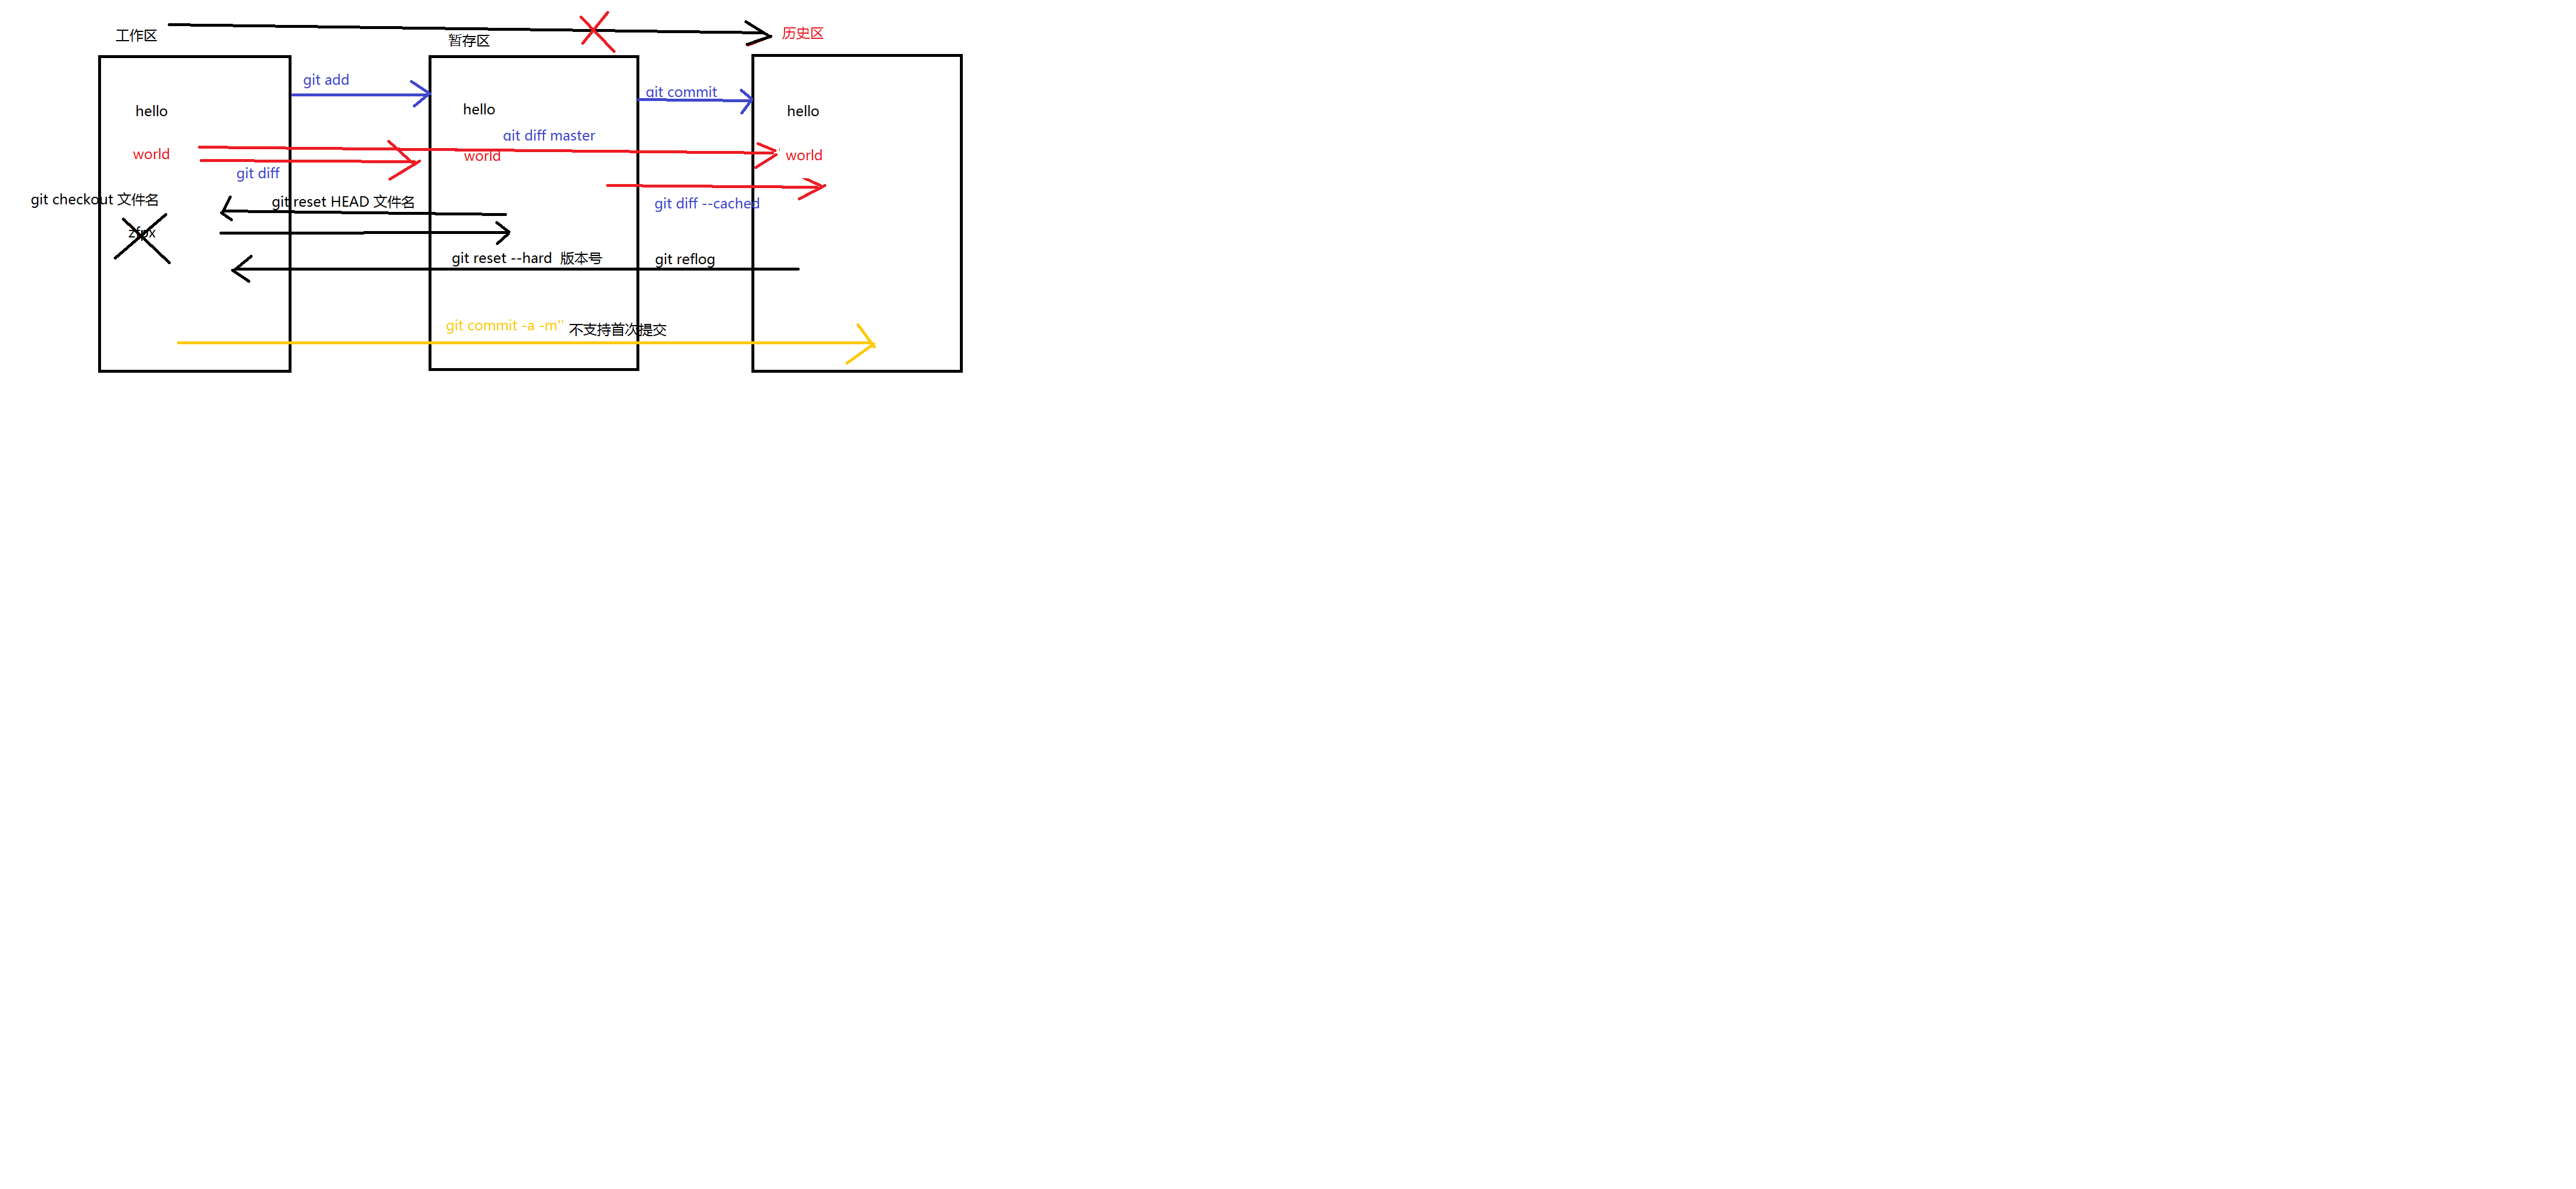 工作区
暂存区
历史区
git add
git commit
hello
hello
hello
git diff master
world
world
world
git diff
git checkout 文件名
git reset HEAD 文件名
git diff --cached
zfpx
git reset --hard 版本号
git reflog
git commit -a -m'' 不支持首次提交